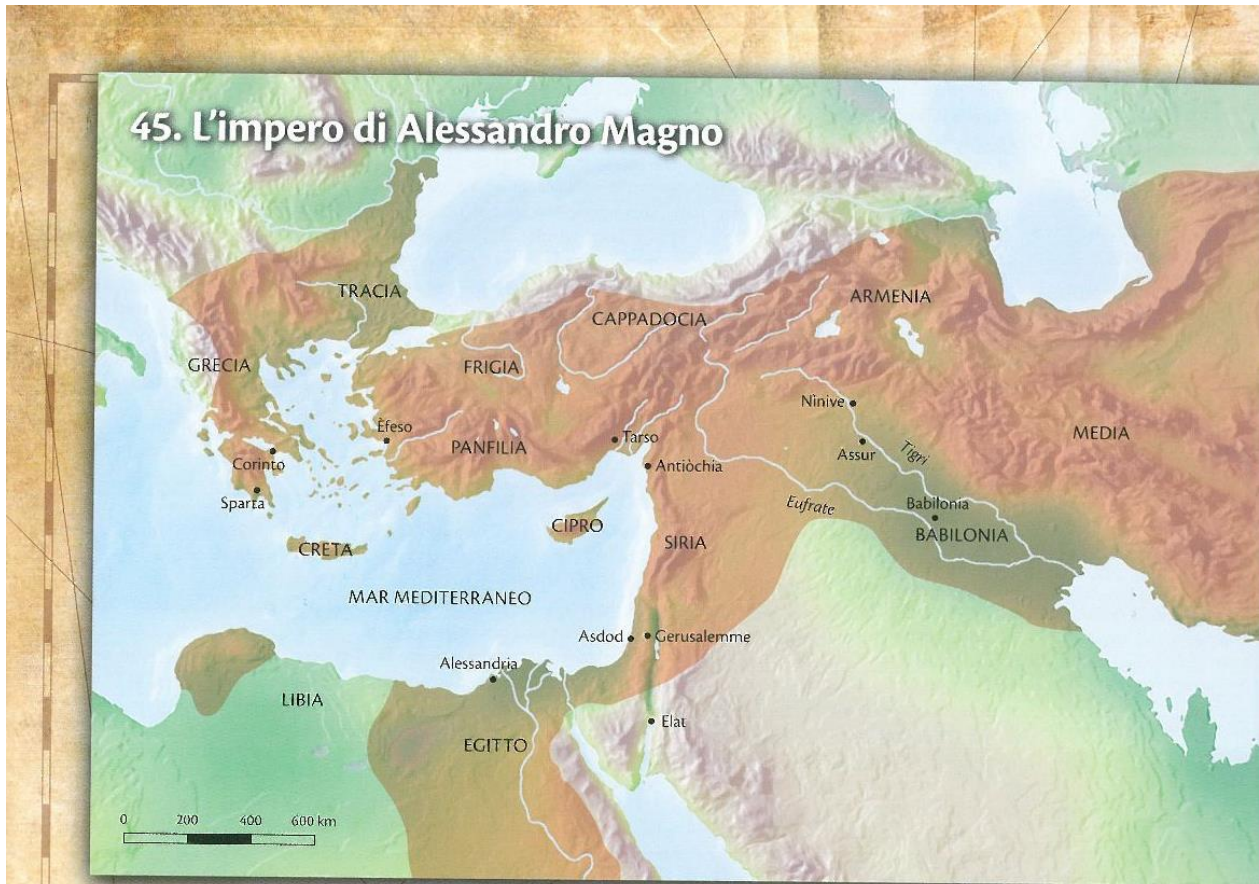 45. L'impero di Alessandro Magno
TRACIA
ARMENIA
CAPPADOCIA
GRECIA
FRIGIA
Nìnive
MEDIA
Èfeso
Tarso
Assur
Tigri
PANFILIA
Corinto
Antiòchia
Sparta
Eufrate
Babilonia
CIPRO
BABILONIA
CRETA
SIRIA
MAR MEDITERRANEO
Asdod
Gerusalemme
Alessandria
LIBIA
Elat
EGITTO
0 200 400 600 km